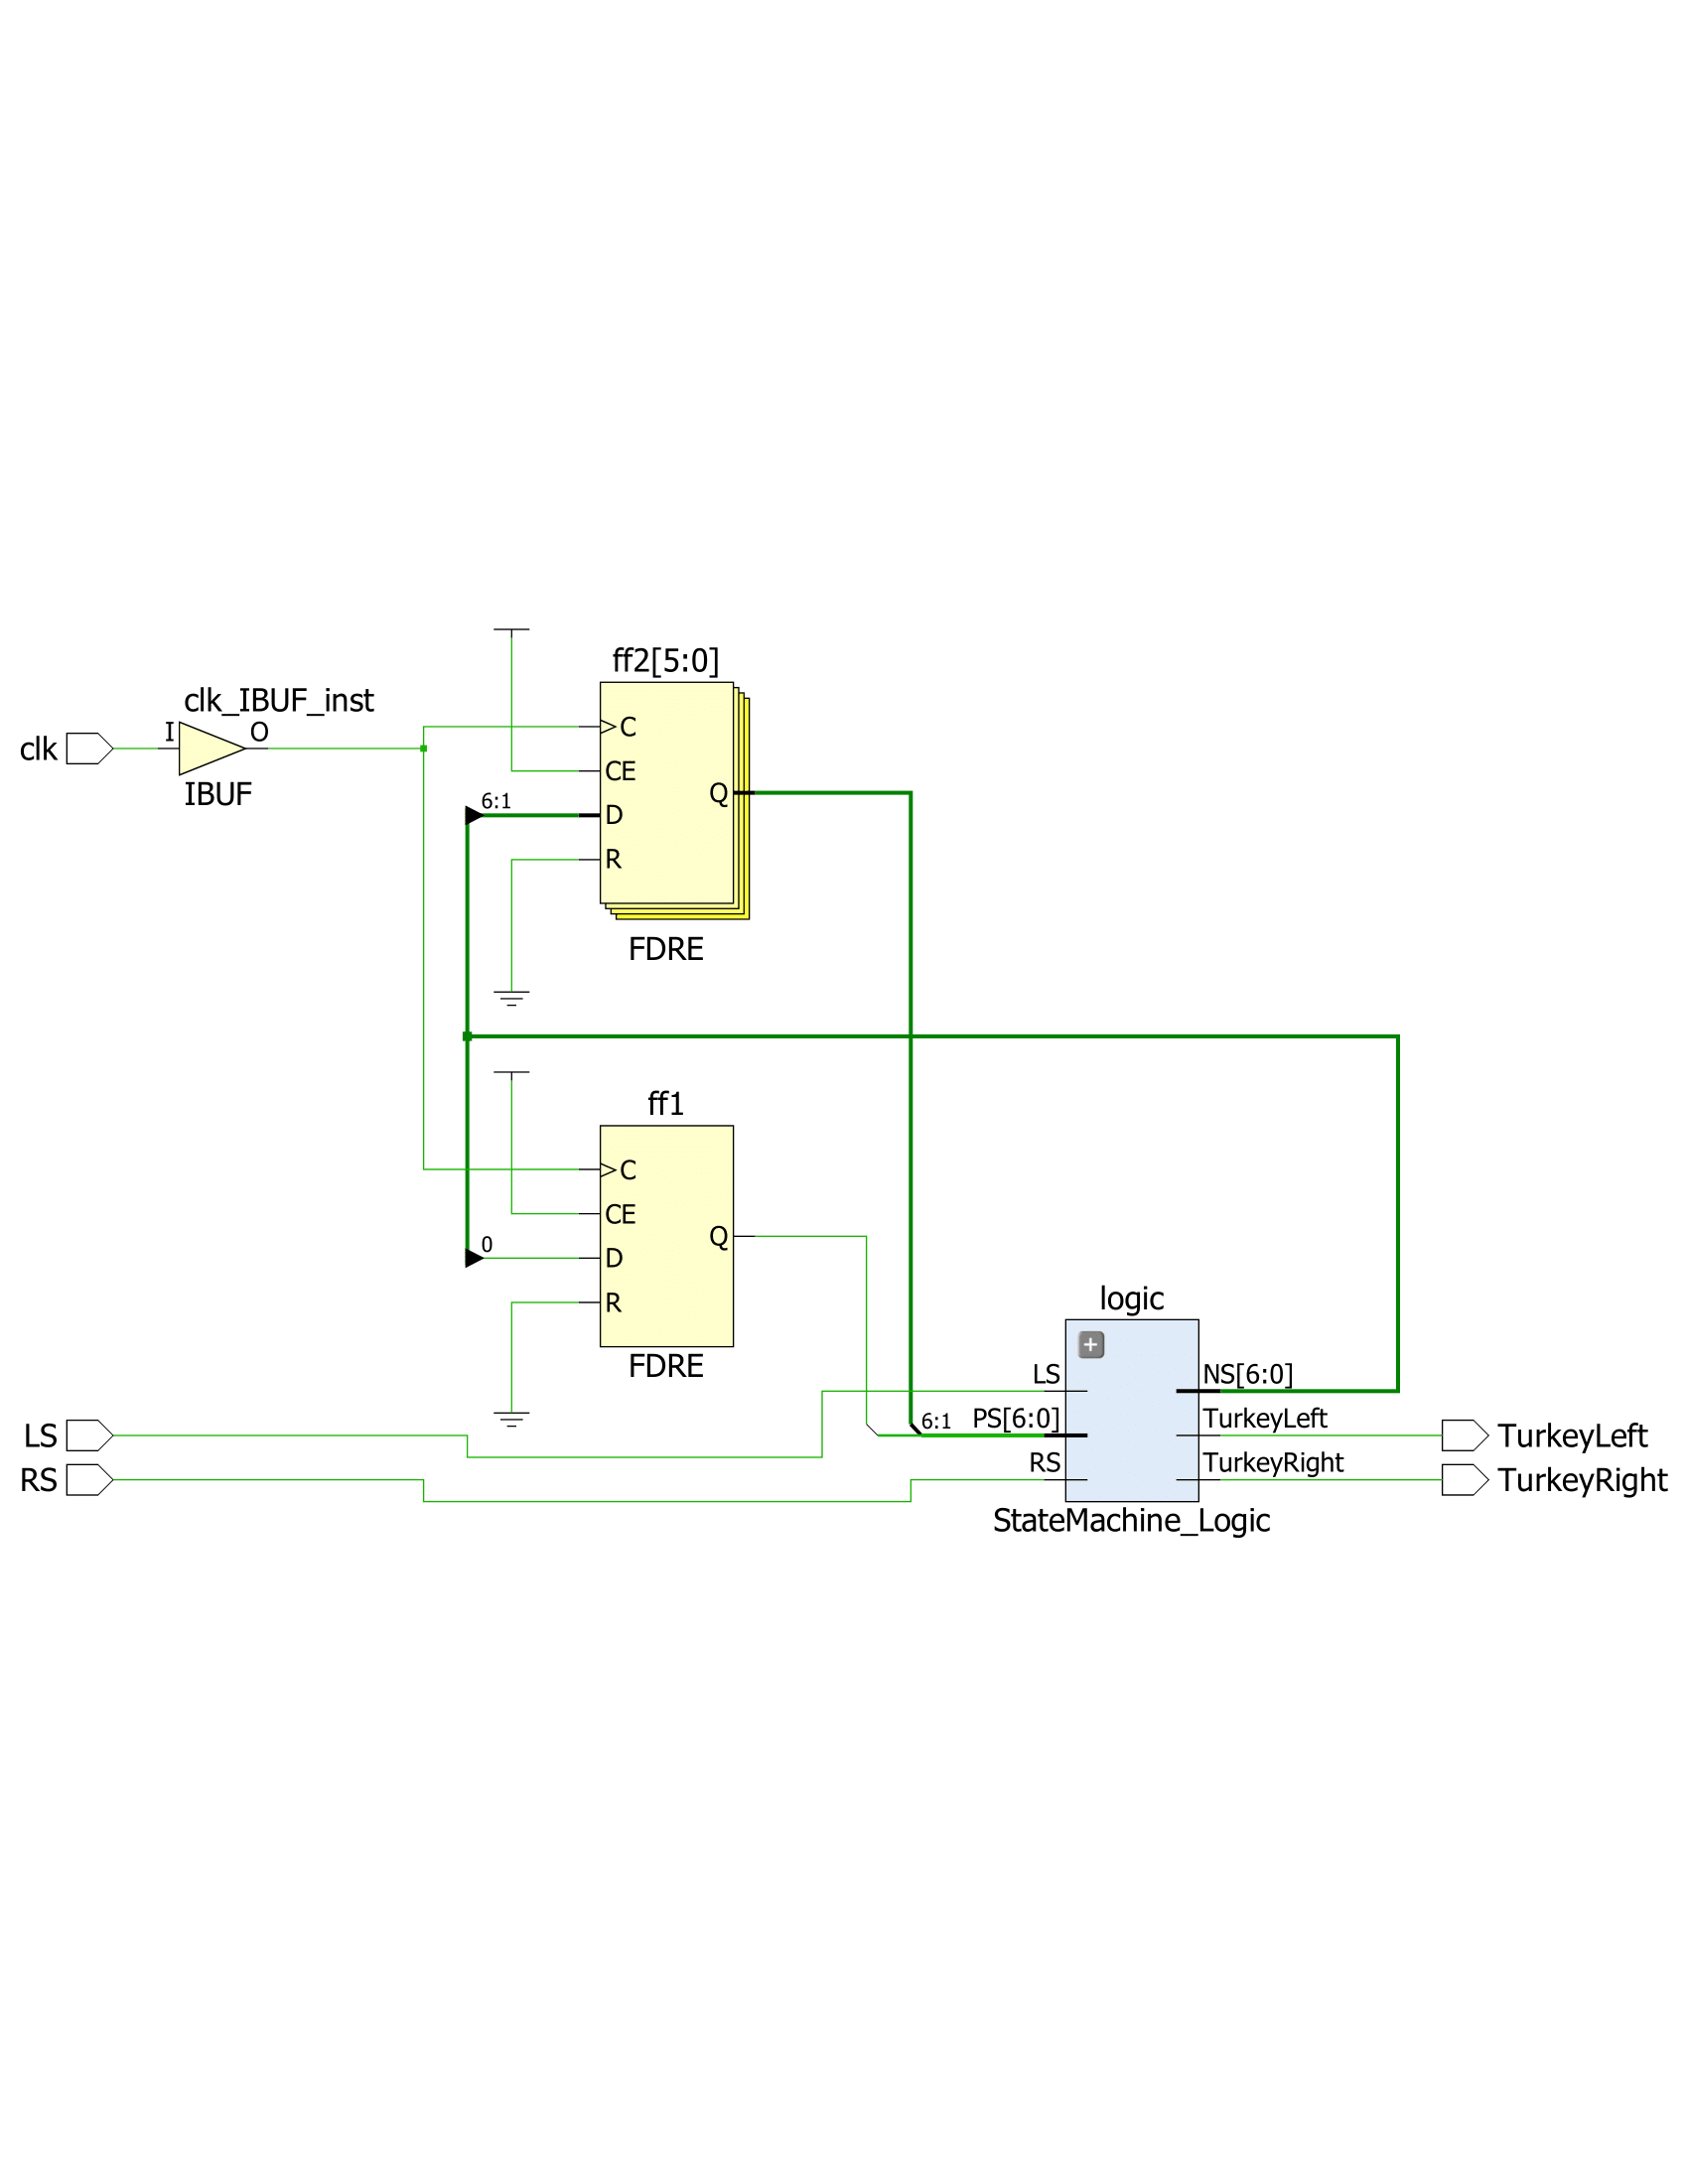 clk
I
clk_IBUF_inst
O
IBUF
ff2[5:0]
C
CE
6:1
D
R
Q
FDRE
ff1
C
CE
0
D
R
Q
FDRE
logic
+
LS
6:1
PS[6:0]
RS
NS[6:0]
TurkeyLeft
TurkeyRight
StateMachine_Logic
LS
RS
TurkeyLeft
TurkeyRight